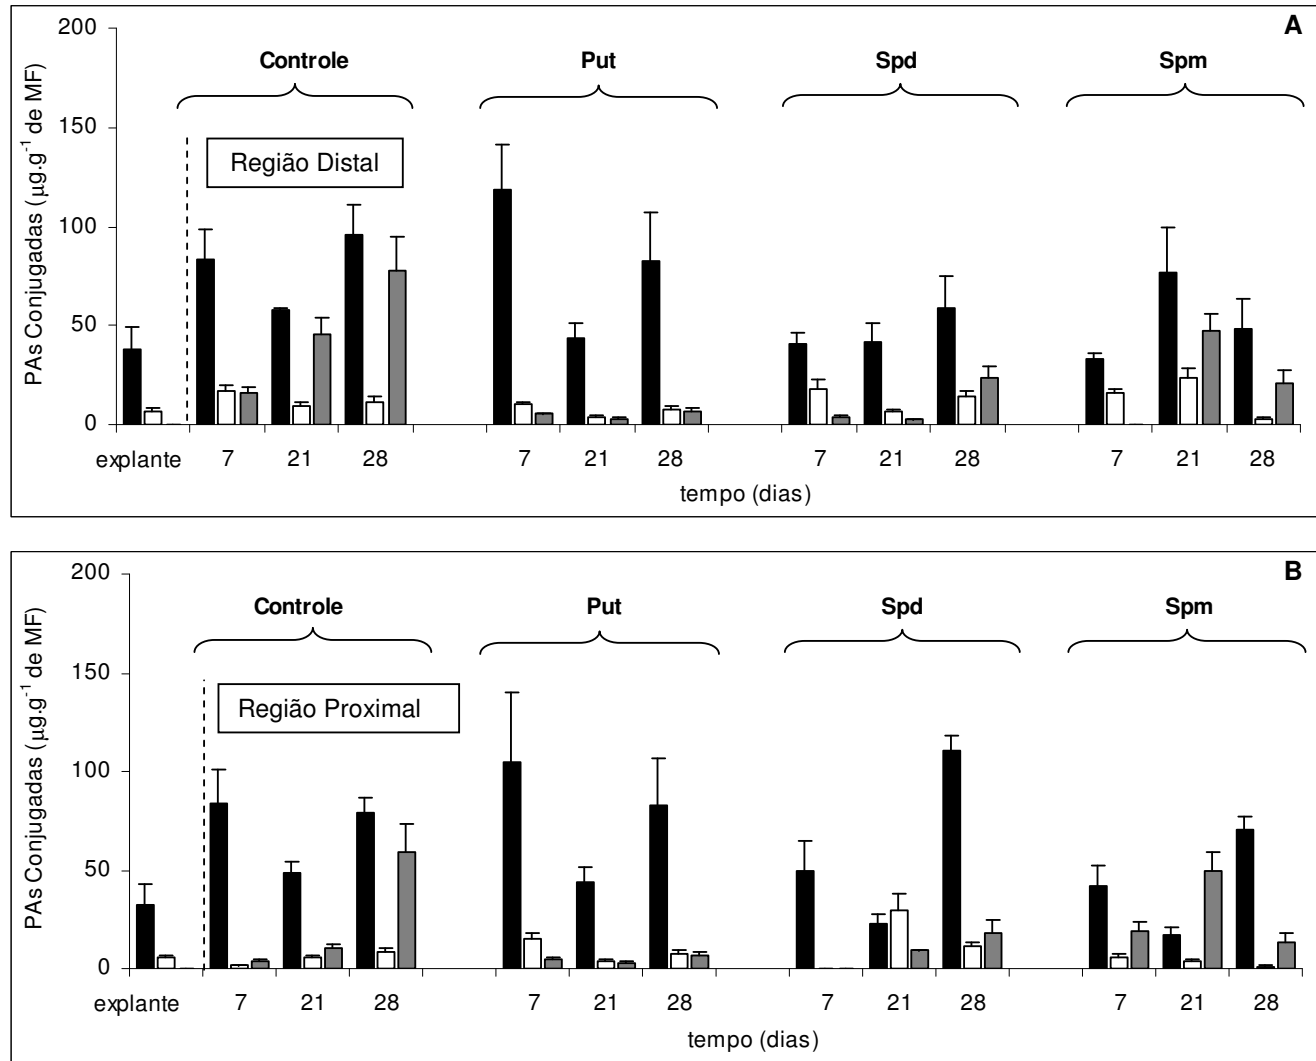 A
200
150
100
50
0
PAs Conjugadas (µg.g⁻¹ de MF)
Controle Put Spd Spm
Região Distal
explante 7 21 28 7 21 28 7 21 28 7 21 28
tempo (dias)
B
200
150
100
50
0
PAs Conjugadas (µg.g⁻¹ de MF)
Controle Put Spd Spm
Região Proximal
explante 7 21 28 7 21 28 7 21 28 7 21 28
tempo (dias)